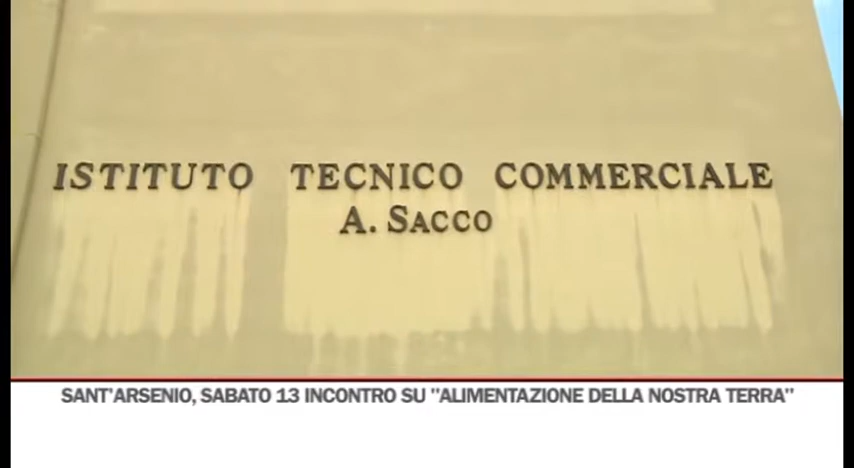 ISTITUTO TECNICO COMMERCIALE
A. SACCO
SANT'ARSENIO, SABATO 13 INCONTRO SU "ALIMENTAZIONE DELLA NOSTRA TERRA"